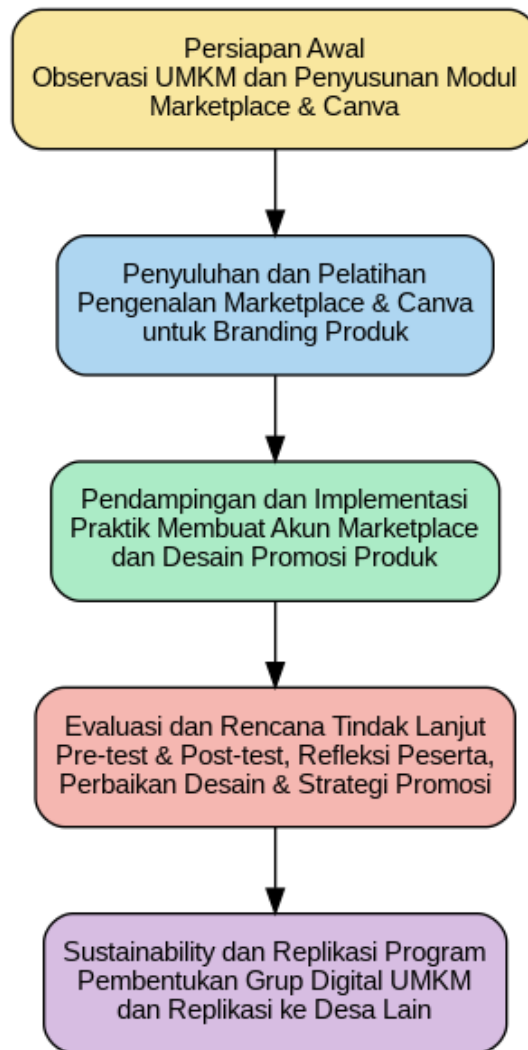 Persiapan Awal
Observasi UMKM dan Penyusunan Modul
Marketplace & Canva
Penyuluhan dan Pelatihan
Pengenalan Marketplace & Canva
untuk Branding Produk
Pendampingan dan Implementasi
Praktik Membuat Akun Marketplace
dan Desain Promosi Produk
Evaluasi dan Rencana Tindak Lanjut
Pre-test & Post-test, Refleksi Peserta,
Perbaikan Desain & Strategi Promosi
Sustainability dan Replikasi Program
Pembentukan Grup Digital UMKM
dan Replikasi ke Desa Lain